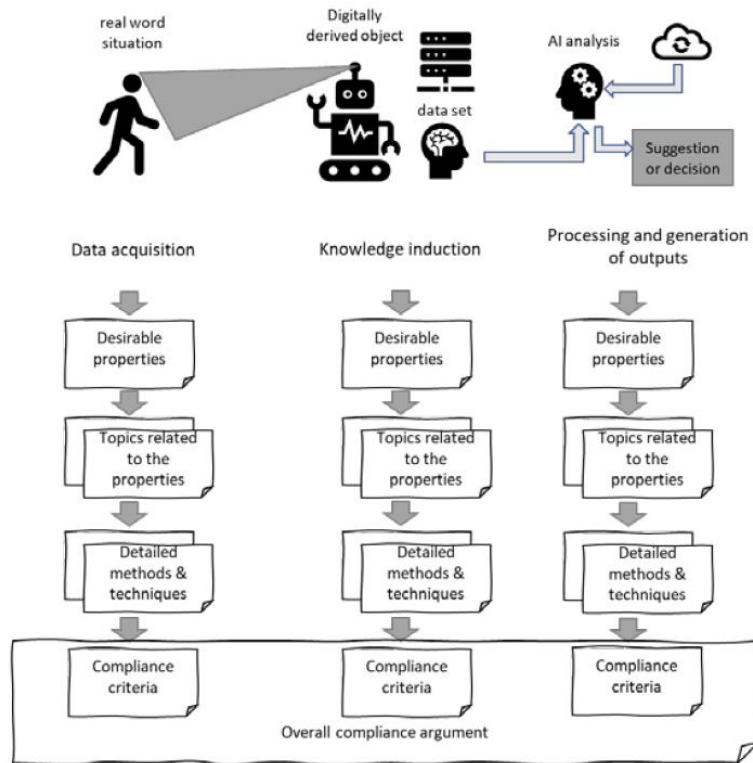 real word
situation
Digitally
derived object
data set
AI analysis
Suggestion
or decision
Data acquisition
Knowledge induction
Processing and generation
of outputs
Desirable
properties
Desirable
properties
Desirable
properties
Topics related
to the
properties
Topics related
to the
properties
Topics related
to the
properties
Detailed
methods &
techniques
Detailed
methods &
techniques
Detailed
methods &
techniques
Compliance
criteria
Compliance
criteria
Compliance
criteria
Overall compliance argument